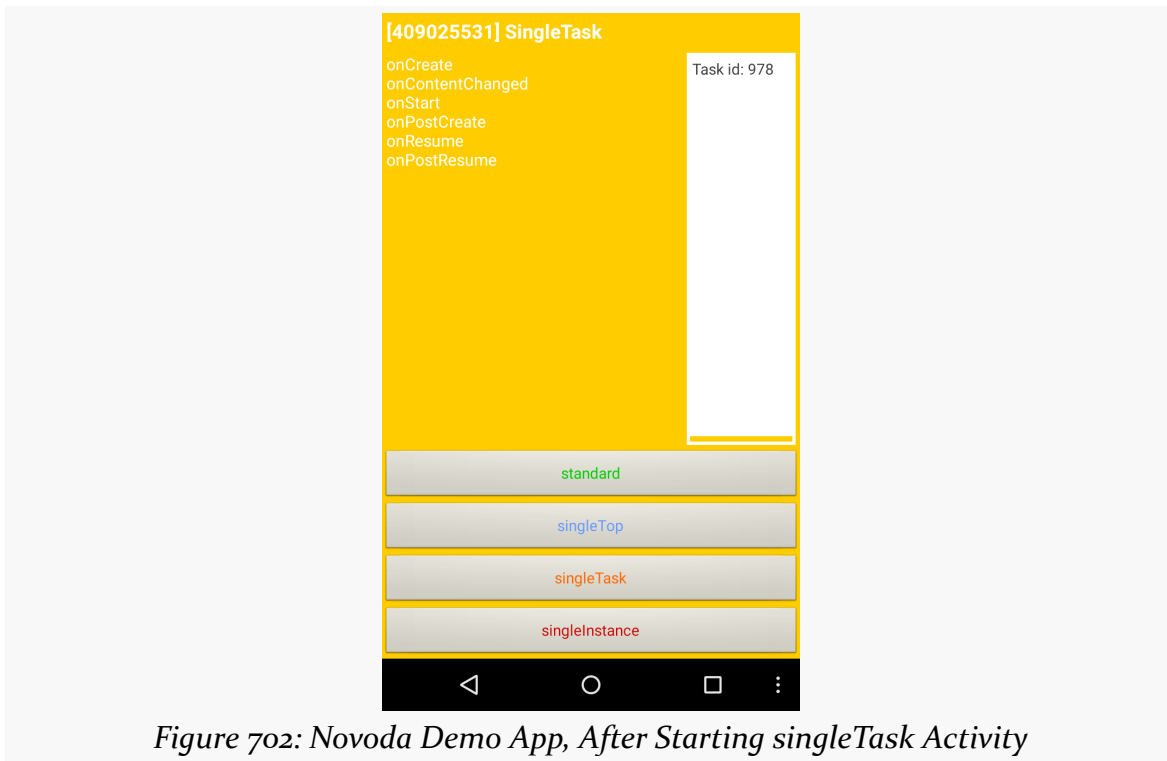 [409025531] SingleTask
onCreate
onContentChanged
onStart
onPostCreate
onResume
onPostResume
Task id: 978
standard
singleTop
singleTask
singleInstance
Figure 702: Novoda Demo App, After Starting singleTask Activity